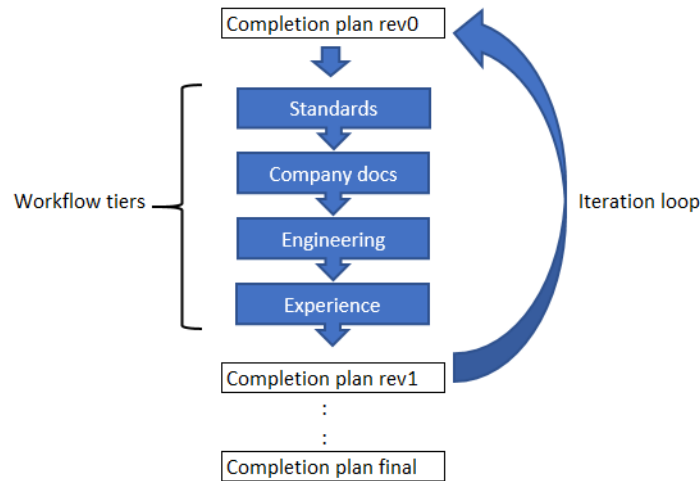 Completion plan rev0
Standards
Company docs
Workflow tiers
Iteration loop
Engineering
Experience
Completion plan rev1
:
:
Completion plan final